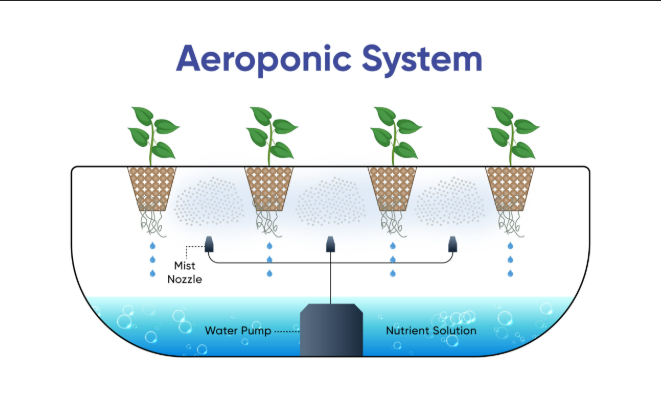 Aeroponic System
Mist
Nozzle
Water Pump
Nutrient Solution